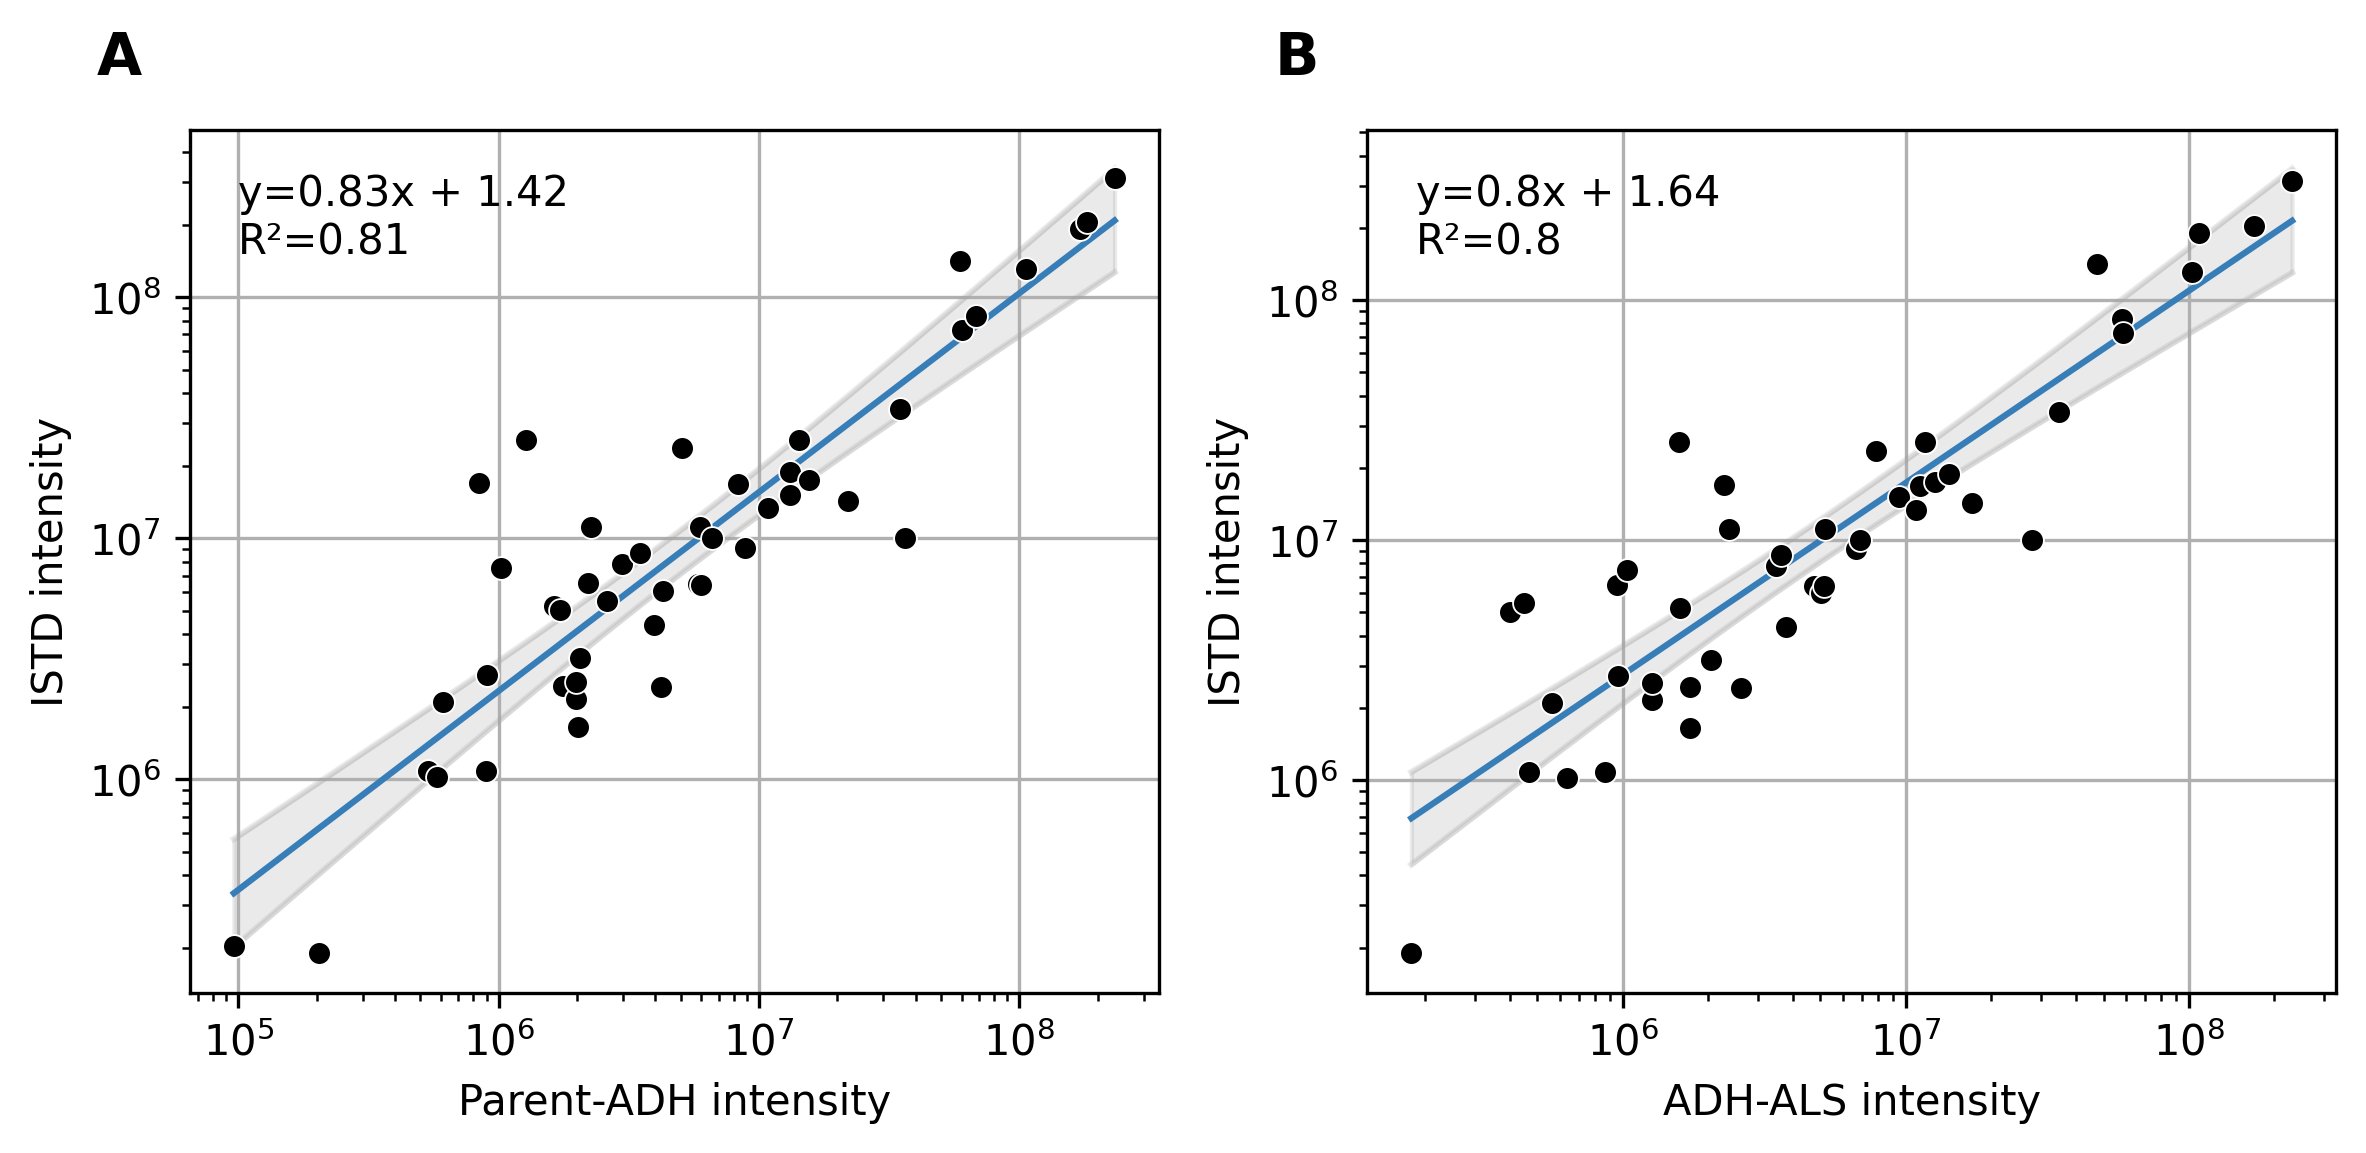 A
y=0.83x + 1.42
R²=0.81
10⁸
10⁷
10⁶
ISTD intensity
10⁵ 10⁶ 10⁷ 10⁸
Parent-ADH intensity
B
y=0.8x + 1.64
R²=0.8
10⁸
10⁷
10⁶
ISTD intensity
10⁶ 10⁷ 10⁸
ADH-ALS intensity